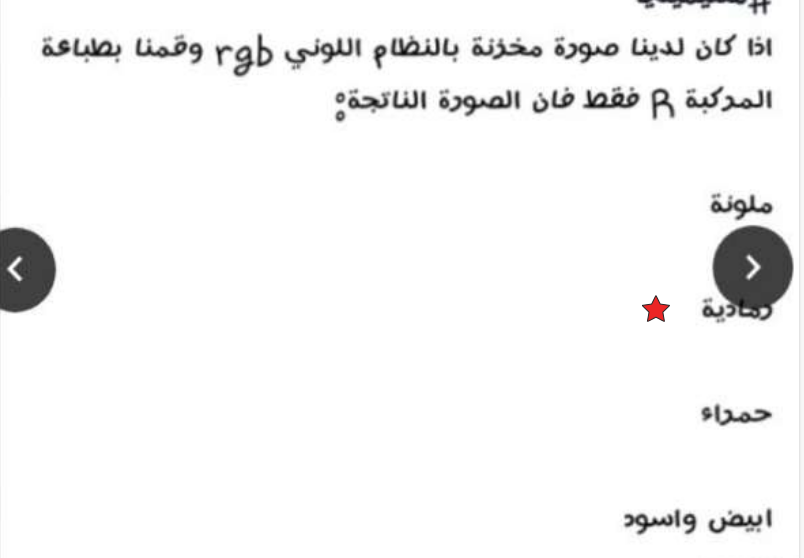 اذا كان لدينا صورة مخزنة بالنظام اللوني rgb وقمنا بطباعة
المركبة R فقط فان الصورة الناتجة:
ملونة
رمادية
حمراء
ابيض واسود